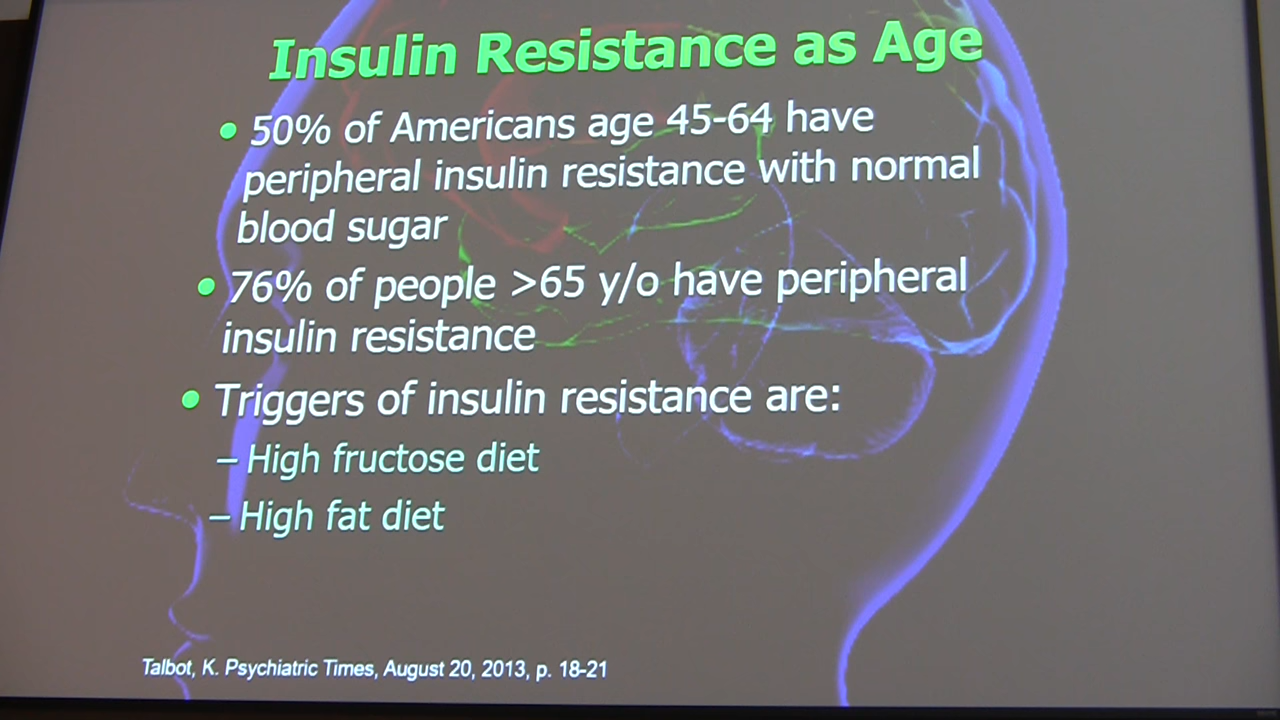 Insulin Resistance as Age
• 50% of Americans age 45-64 have
peripheral insulin resistance with normal
blood sugar
• 76% of people >65 y/o have peripheral
insulin resistance
• Triggers of insulin resistance are:
– High fructose diet
– High fat diet
Talbot, K. Psychiatric Times, August 20, 2013, p. 18-21